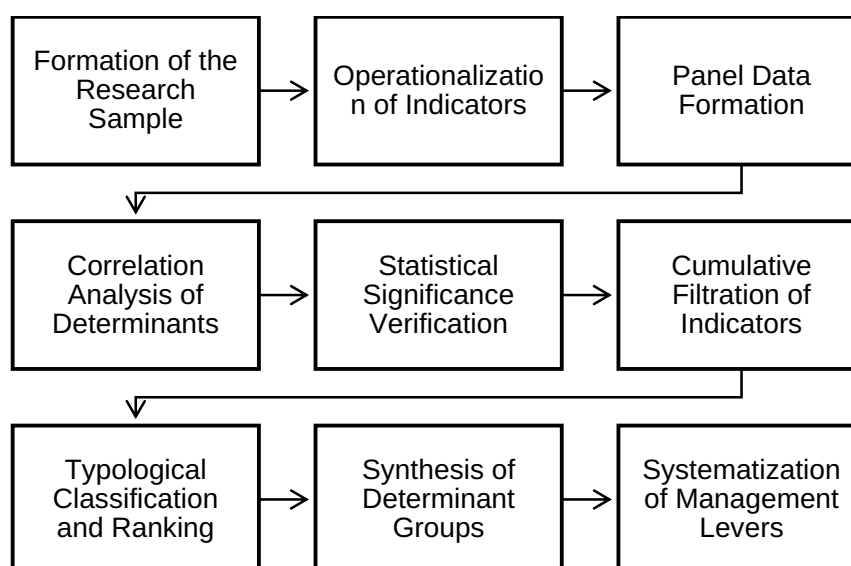 Formation of the
Research
Sample
Operationalizatio
n of Indicators
Panel Data
Formation
Correlation
Analysis of
Determinants
Statistical
Significance
Verification
Cumulative
Filtration of
Indicators
Typological
Classification
and Ranking
Synthesis of
Determinant
Groups
Systematization
of Management
Levers